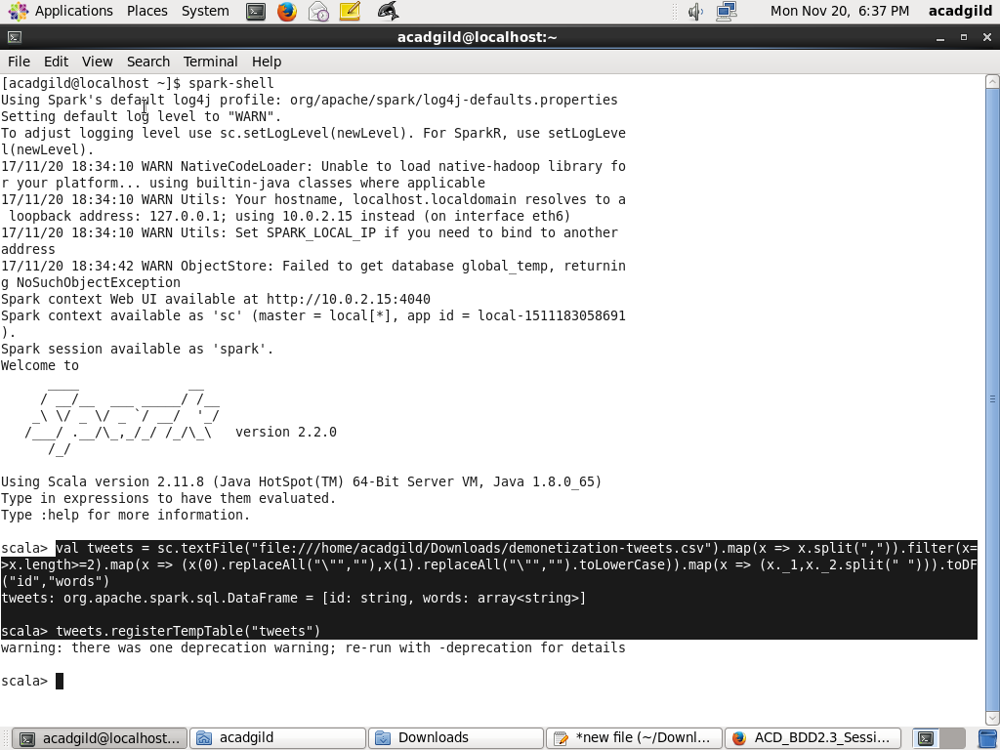 Applications Places System Mon Nov 20, 6:37 PM acadgild
acadgild@localhost:~
File Edit View Search Terminal Help
[acadgild@localhost ~]$ spark-shell
Using Spark's default log4j profile: org/apache/spark/log4j-defaults.properties
Setting default log level to "WARN".
To adjust logging level use sc.setLogLevel(newLevel). For SparkR, use setLogLeve
l(newLevel).
17/11/20 18:34:10 WARN NativeCodeLoader: Unable to load native-hadoop library fo
r your platform... using builtin-java classes where applicable
17/11/20 18:34:10 WARN Utils: Your hostname, localhost.localdomain resolves to a
 loopback address: 127.0.0.1; using 10.0.2.15 instead (on interface eth6)
17/11/20 18:34:10 WARN Utils: Set SPARK_LOCAL_IP if you need to bind to another
address
17/11/20 18:34:42 WARN ObjectStore: Failed to get database global_temp, returnin
g NoSuchObjectException
Spark context Web UI available at http://10.0.2.15:4040
Spark context available as 'sc' (master = local[*], app id = local-1511183058691
).
Spark session available as 'spark'.
Welcome to
      ____              __
     / __/__  ___ _____/ /__
    _\ \/ _ \/ _ `/ __/  '_/
   /___/ .__/\_,_/_/ /_/\_\   version 2.2.0
      /_/
Using Scala version 2.11.8 (Java HotSpot(TM) 64-Bit Server VM, Java 1.8.0_65)
Type in expressions to have them evaluated.
Type :help for more information.
scala> val tweets = sc.textFile("file:///home/acadgild/Downloads/demonetization-tweets.csv").map(x => x.split(",")).filter(x=
>x.length>=2).map(x => (x(0).replaceAll("\"",""),x(1).replaceAll("\"","").toLowerCase)).map(x => (x._1,x._2.split(" "))).toDF
("id","words")
tweets: org.apache.spark.sql.DataFrame = [id: string, words: array<string>]
scala> tweets.registerTempTable("tweets")
warning: there was one deprecation warning; re-run with -deprecation for details
scala>
acadgild@localhost... acadgild Downloads *new file (~/Downl... ACD_BDD2.3_Sessi...